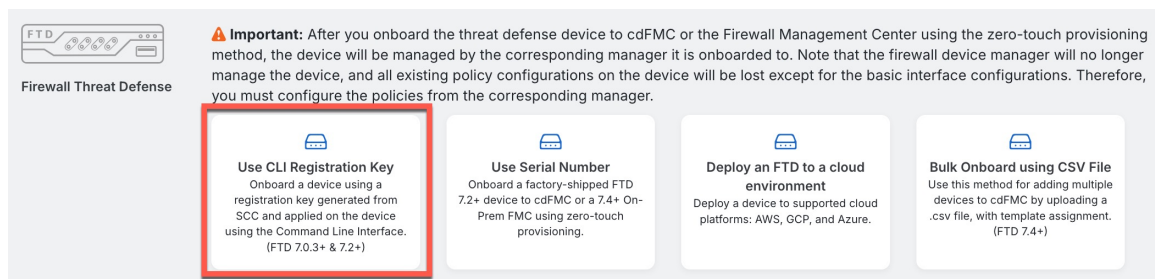 FTD
Firewall Threat Defense
Important: After you onboard the threat defense device to cdFMC or the Firewall Management Center using the zero-touch provisioning
method, the device will be managed by the corresponding manager it is onboarded to. Note that the firewall device manager will no longer
manage the device, and all existing policy configurations on the device will be lost except for the basic interface configurations. Therefore,
you must configure the policies from the corresponding manager.
Use CLI Registration Key
Onboard a device using a
registration key generated from
SCC and applied on the device
using the Command Line Interface.
(FTD 7.0.3+ & 7.2+)
Use Serial Number
Onboard a factory-shipped FTD
7.2+ device to cdFMC or a 7.4+ On-
Prem FMC using zero-touch
provisioning.
Deploy an FTD to a cloud
environment
Deploy a device to supported cloud
platforms: AWS, GCP, and Azure.
Bulk Onboard using CSV File
Use this method for adding multiple
devices to cdFMC by uploading a
.csv file, with template assignment.
(FTD 7.4+)